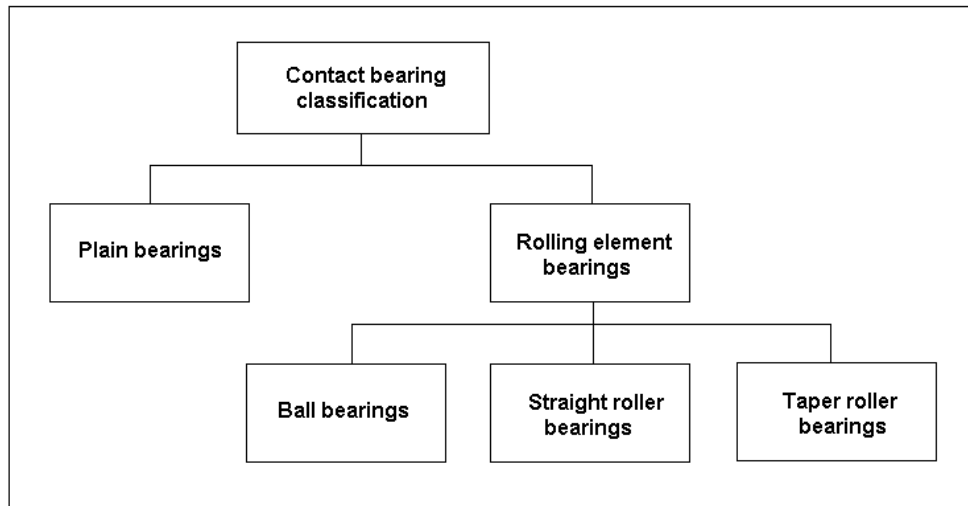 Contact bearing
classification
Plain bearings
Rolling element
bearings
Ball bearings
Straight roller
bearings
Taper roller
bearings